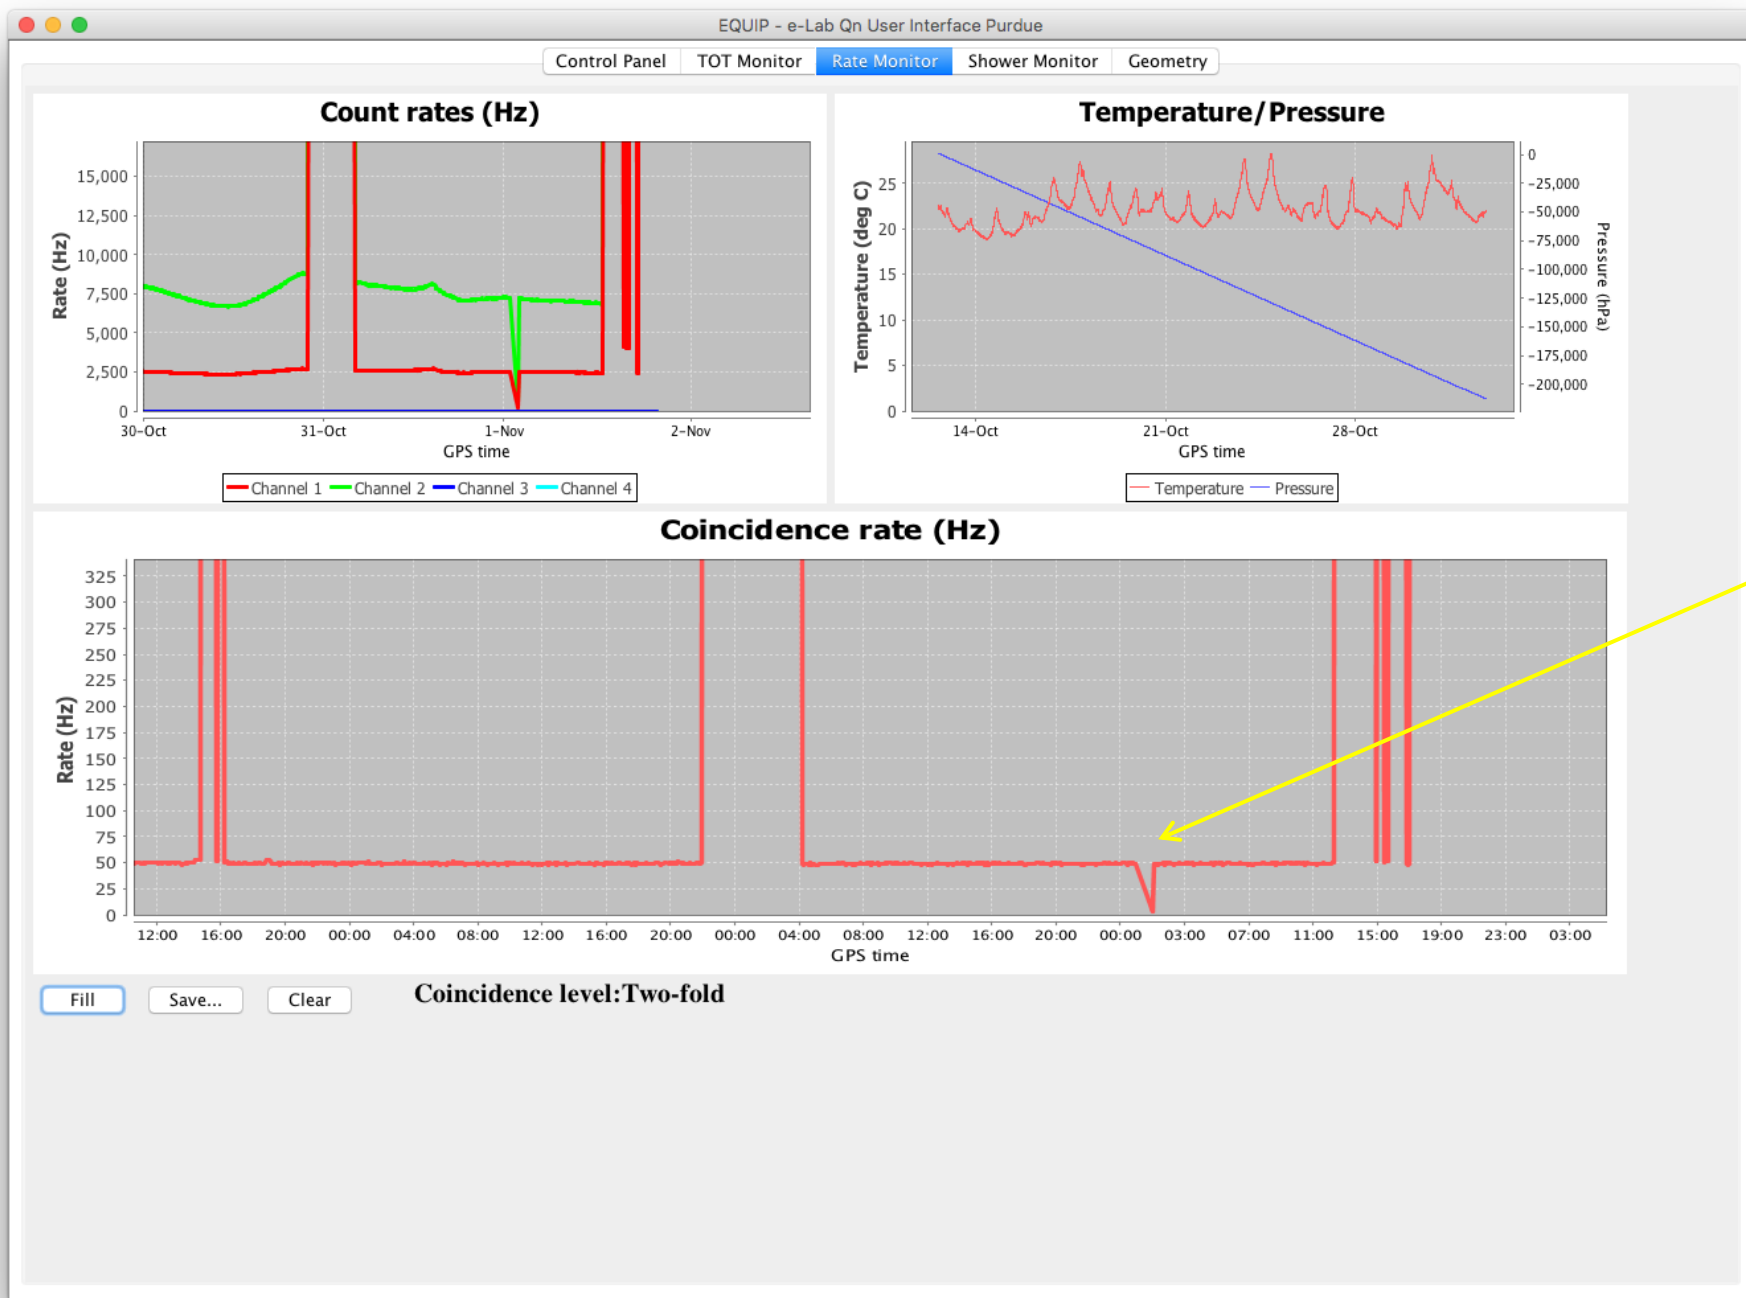 EQUIP - e-Lab Qn User Interface Purdue
Control Panel TOT Monitor Rate Monitor Shower Monitor Geometry
Count rates (Hz)
Rate (Hz)
15,000
12,500
10,000
7,500
5,000
2,500
0
30-Oct 31-Oct 1-Nov 2-Nov
GPS time
Channel 1 Channel 2 Channel 3 Channel 4
Temperature/Pressure
Temperature (deg C)
25
20
15
10
5
0
0
-25,000
-50,000
-75,000
-100,000
-125,000
-150,000
-175,000
-200,000
Pressure (hPa)
14-Oct 21-Oct 28-Oct
GPS time
Temperature Pressure
Coincidence rate (Hz)
Rate (Hz)
325
300
275
250
225
200
175
150
125
100
75
50
25
0
12:00 16:00 20:00 00:00 04:00 08:00 12:00 16:00 20:00 00:00 04:00 08:00 12:00 16:00 20:00 00:00 03:00 07:00 11:00 15:00 19:00 23:00 03:00
GPS time
Fill Save... Clear Coincidence level:Two-fold